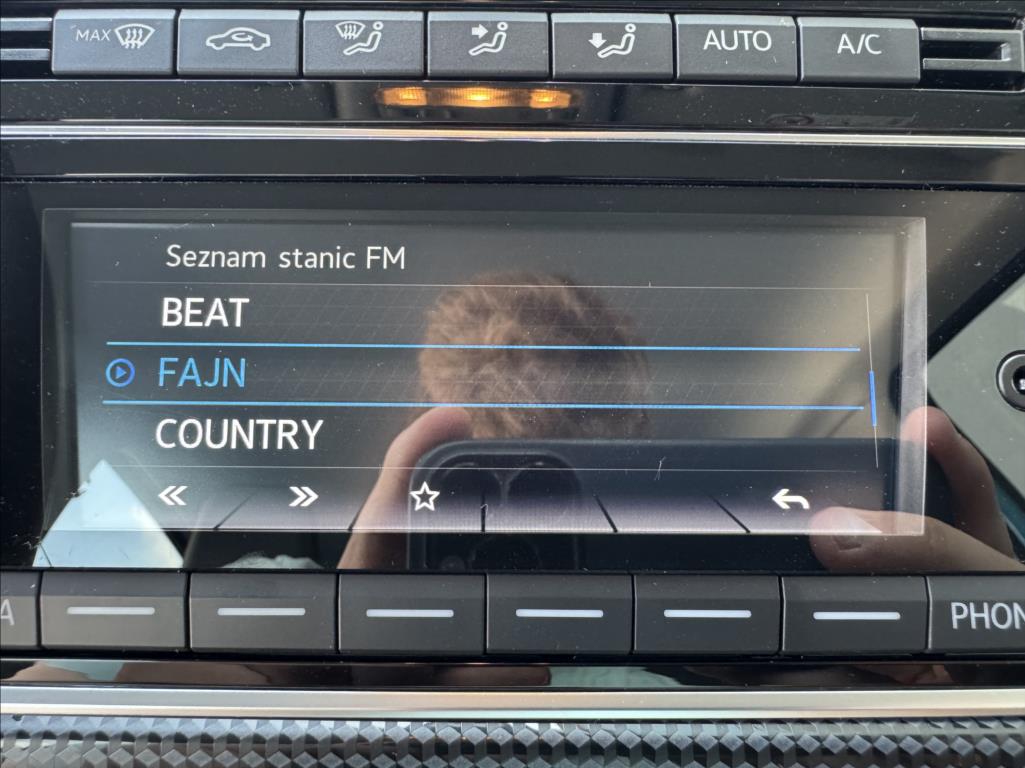 MAX
AUTO
A/C
Seznam stanic FM
BEAT
FAJN
COUNTRY
A
PHON